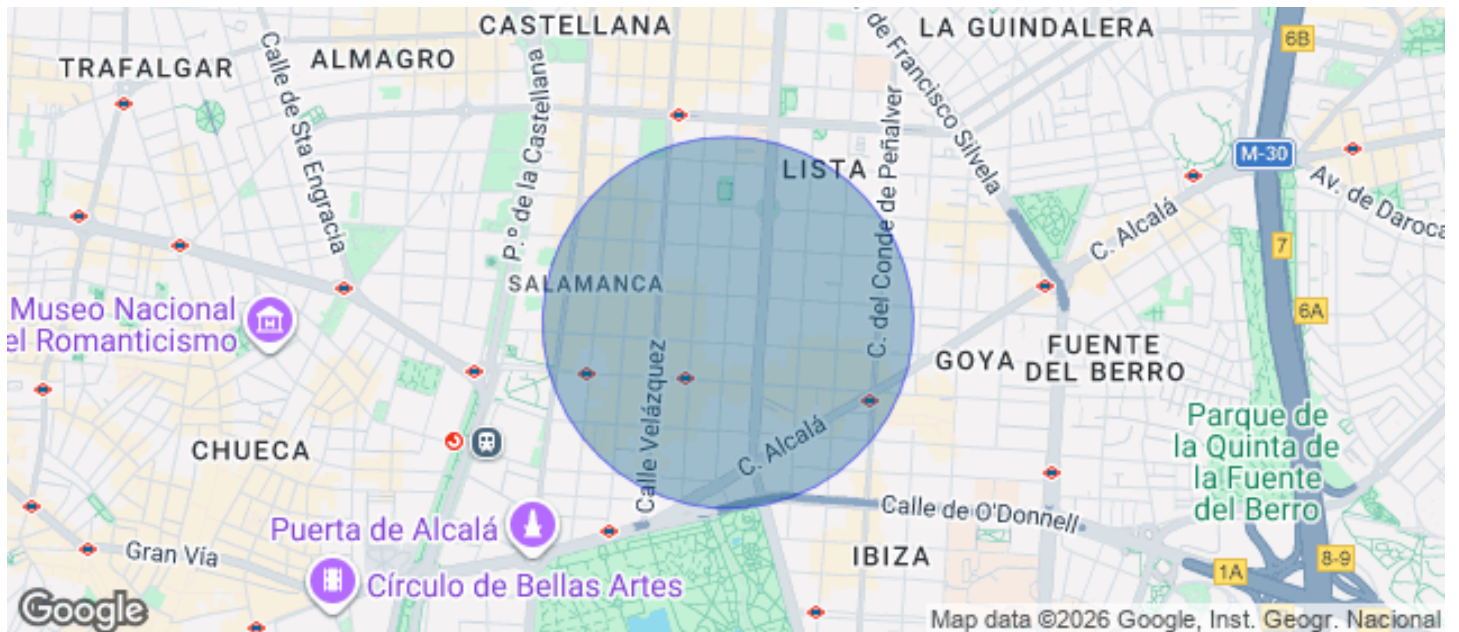 CASTELLANA
LA GUINDALERA
6B
TRAFALGAR
ALMAGRO
Calle de Sta Engracia
P.º de la Castellana
de Francisco Silvela
C. del Conde de Peñalver
LISTA
M-30
Av. de Daroca
C. Alcalá
7
SALAMANCA
6A
Museo Nacional
el Romanticismo
GOYA
FUENTE
DEL BERRO
Calle Velázquez
Parque de
la Quinta de
la Fuente
del Berro
CHUECA
C. Alcalá
Calle de O'Donnell
Puerta de Alcalá
Gran Vía
IBIZA
8-9
1A
Círculo de Bellas Artes
Google
Map data ©2026 Google, Inst. Geogr. Nacional